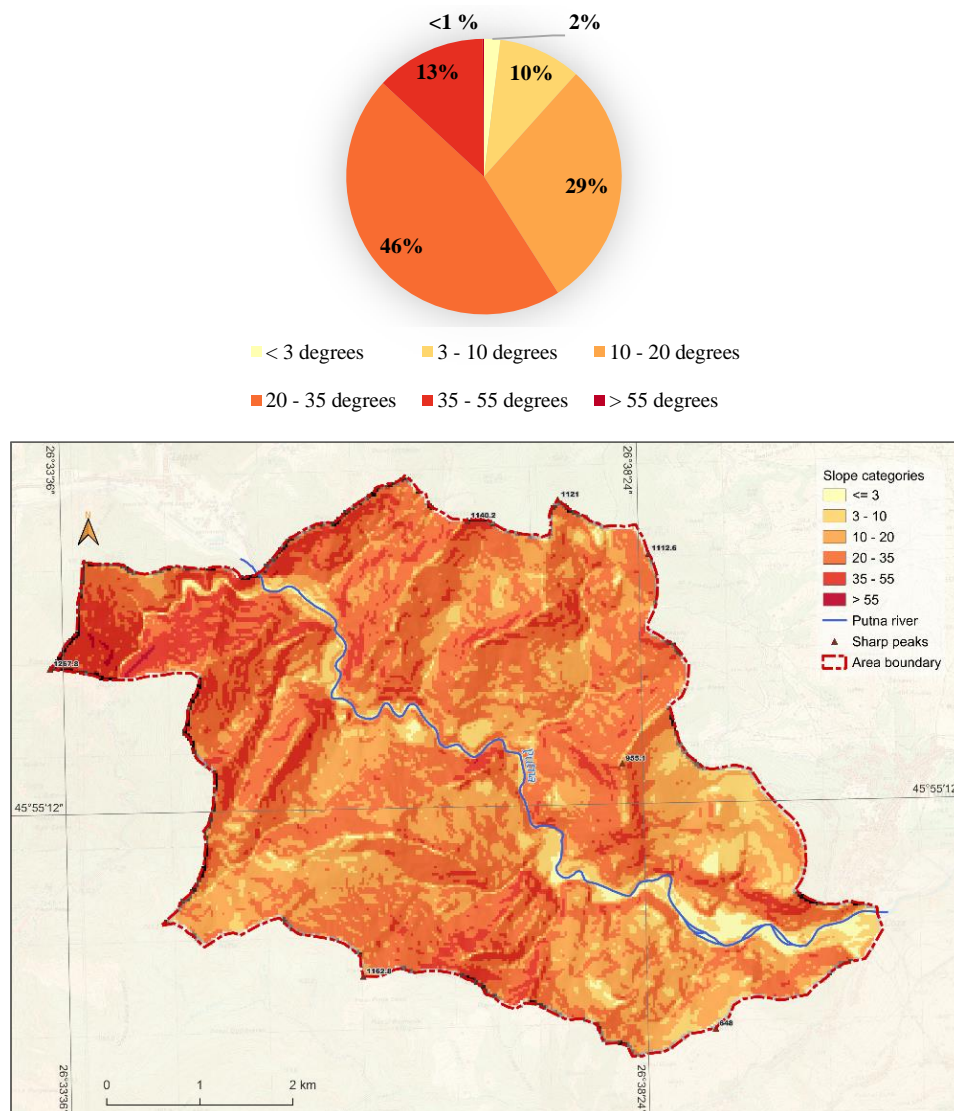 <1 %
2%
13%
10%
29%
46%
< 3 degrees
3 - 10 degrees
10 - 20 degrees
20 - 35 degrees
35 - 55 degrees
> 55 degrees
26°33'36"
26°38'24"
Slope categories
<= 3
3 - 10
10 - 20
20 - 35
35 - 55
> 55
Putna river
Sharp peaks
Area boundary
N
1121
1140.2
1112.6
1267.8
Putna
955.1
45°55'12"
45°55'12"
1162.8
648
0
1
2 km
26°33'36"
26°38'24"